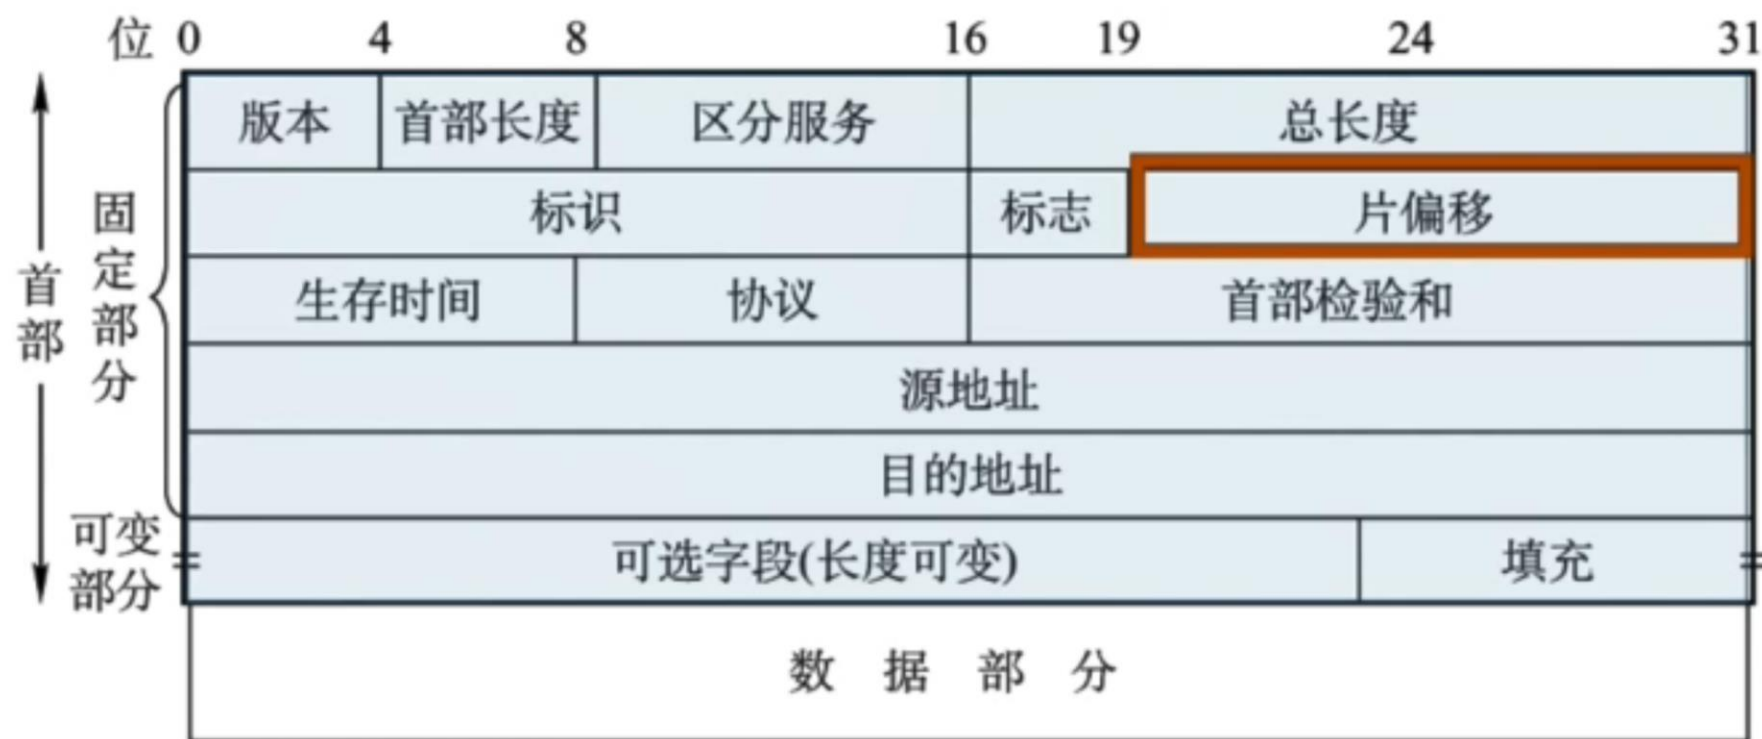 位 0 4 8 16 19 24 31
版本 首部长度 区分服务 总长度
标识 标志 片偏移
生存时间 协议 首部检验和
源地址
目的地址
可选字段(长度可变) 填充
数据部分
首部
固定部分
可变
部分